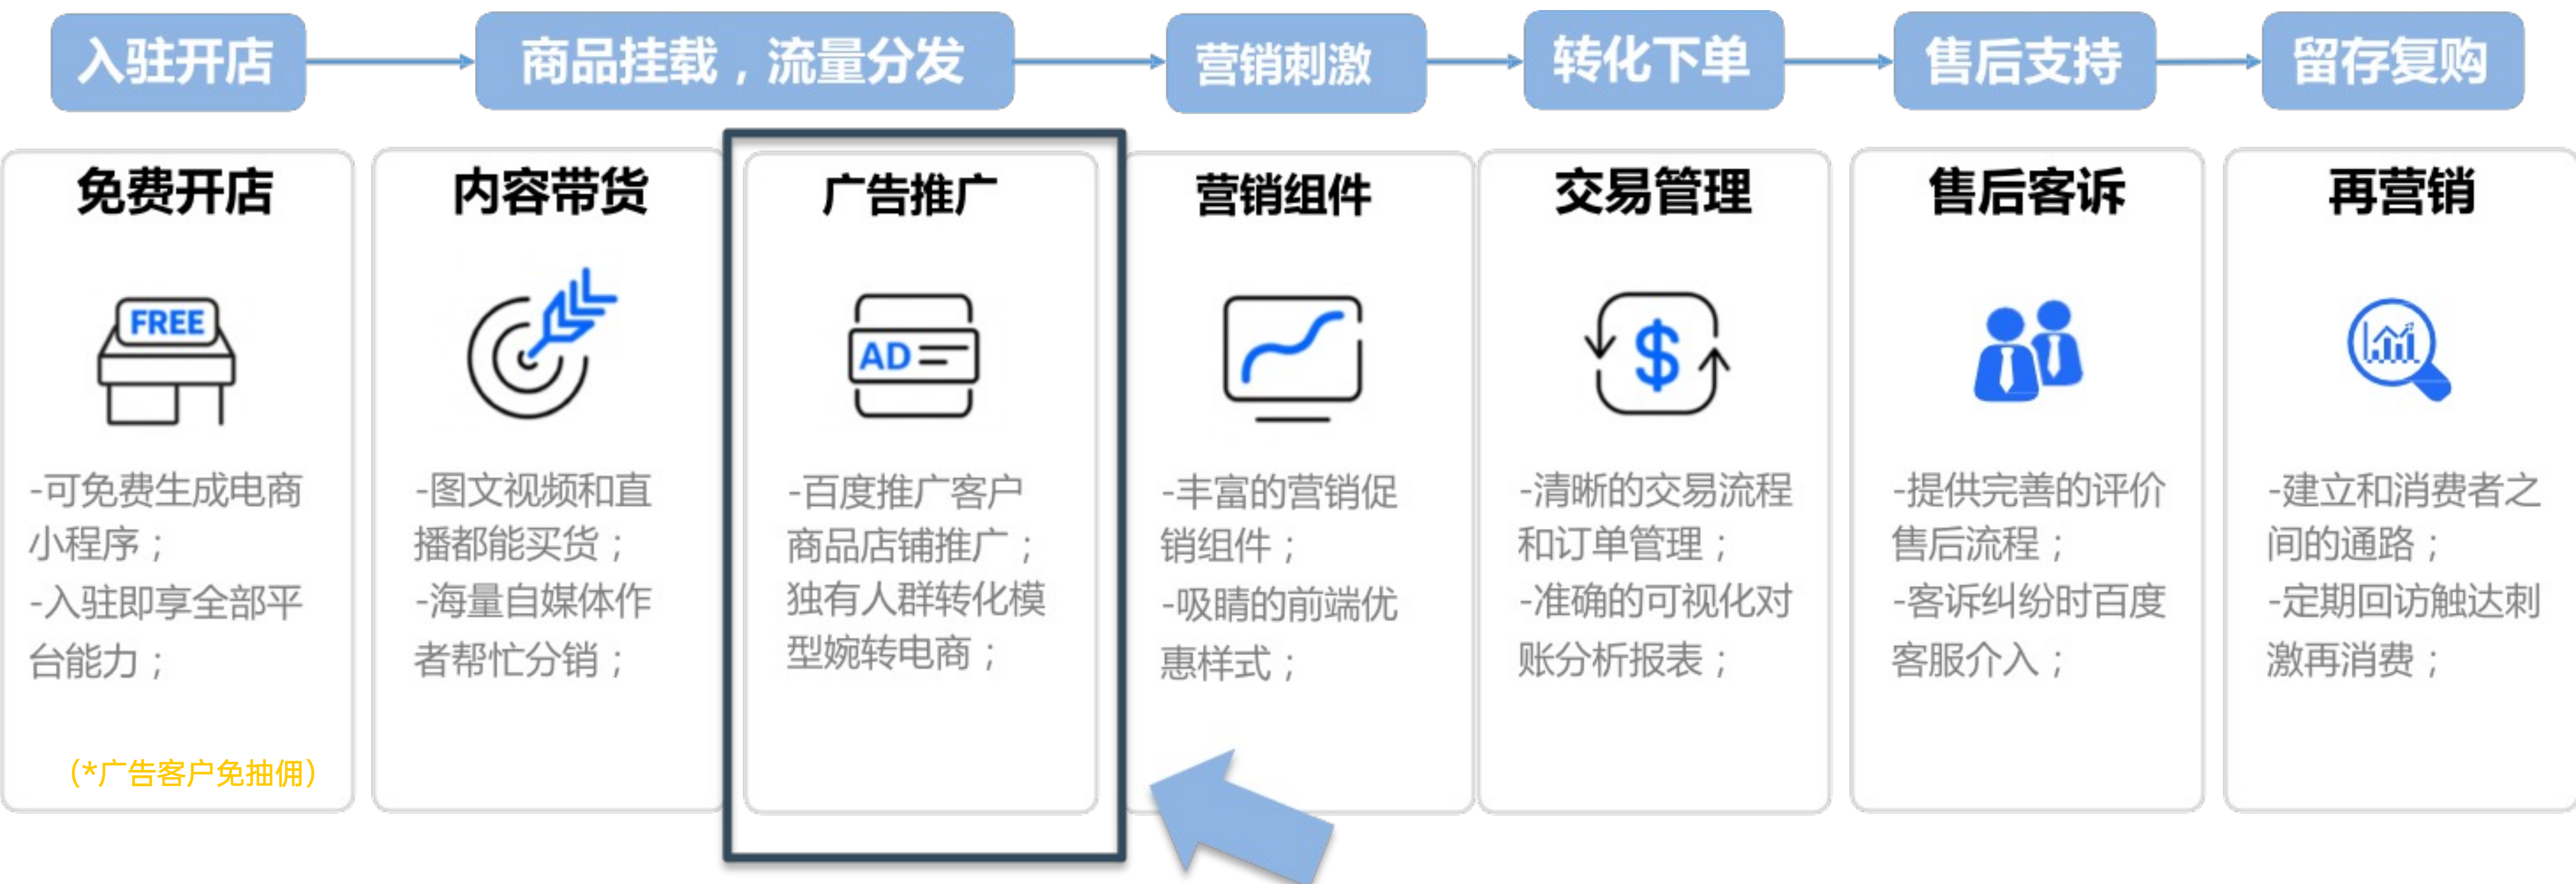 入驻开店
商品挂载，流量分发
营销刺激
转化下单
售后支持
留存复购
免费开店
FREE
-可免费生成电商
小程序；
-入驻即享全部平
台能力；
(*广告客户免抽佣)
内容带货
-图文视频和直
播都能买货；
-海量自媒体作
者帮忙分销；
广告推广
AD
-百度推广客户
商品店铺推广；
独有人群转化模
型婉转电商；
营销组件
-丰富的营销促
销组件；
-吸睛的前端优
惠样式；
交易管理
$
-清晰的交易流程
和订单管理；
-准确的可视化对
账分析报表；
售后客诉
-提供完善的评价
售后流程；
-客诉纠纷时百度
客服介入；
再营销
-建立和消费者之
间的通路；
-定期回访触达刺
激再消费；